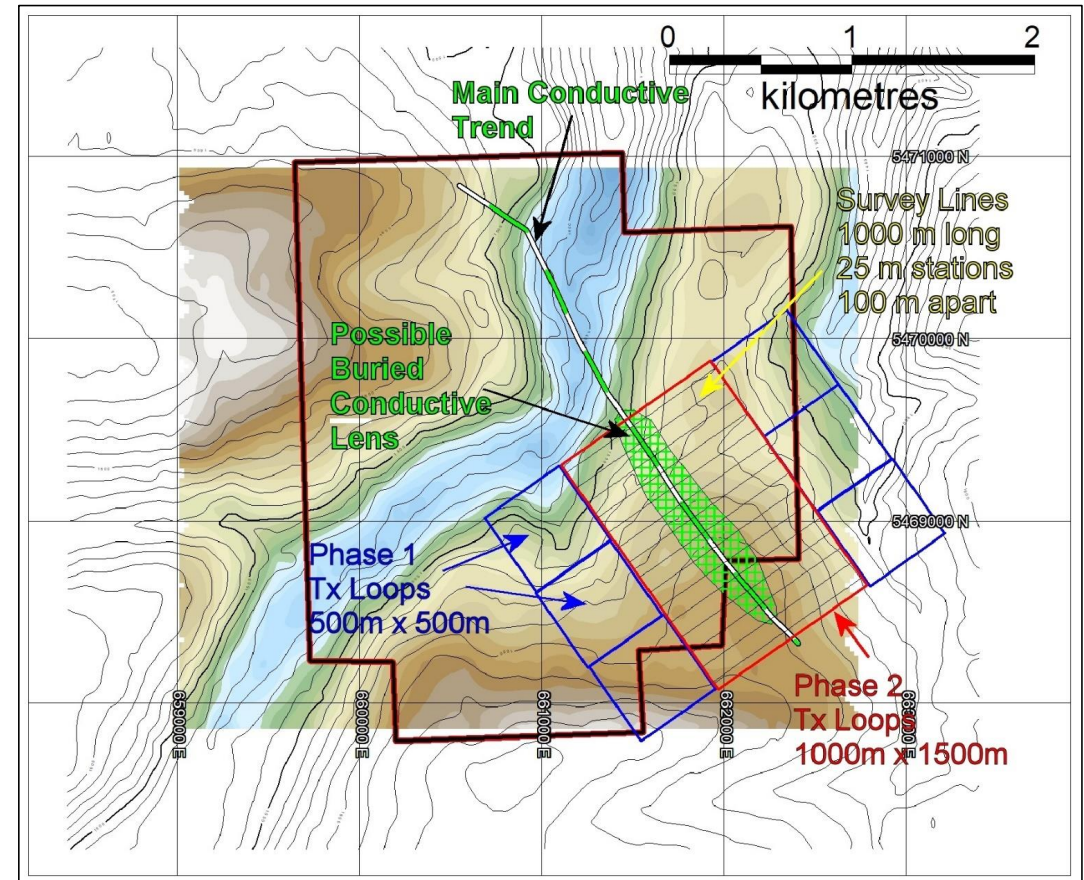 0 1 2
kilometres
Main Conductive
Trend
5471000 N
Survey Lines
1000 m long
25 m stations
100 m apart
5470000 N
Possible
Buried
Conductive
Lens
5469000 N
Phase 1
Tx Loops
500m x 500m
Phase 2
Tx Loops
1000m x 1500m
659000 E
660000 E
661000 E
662000 E